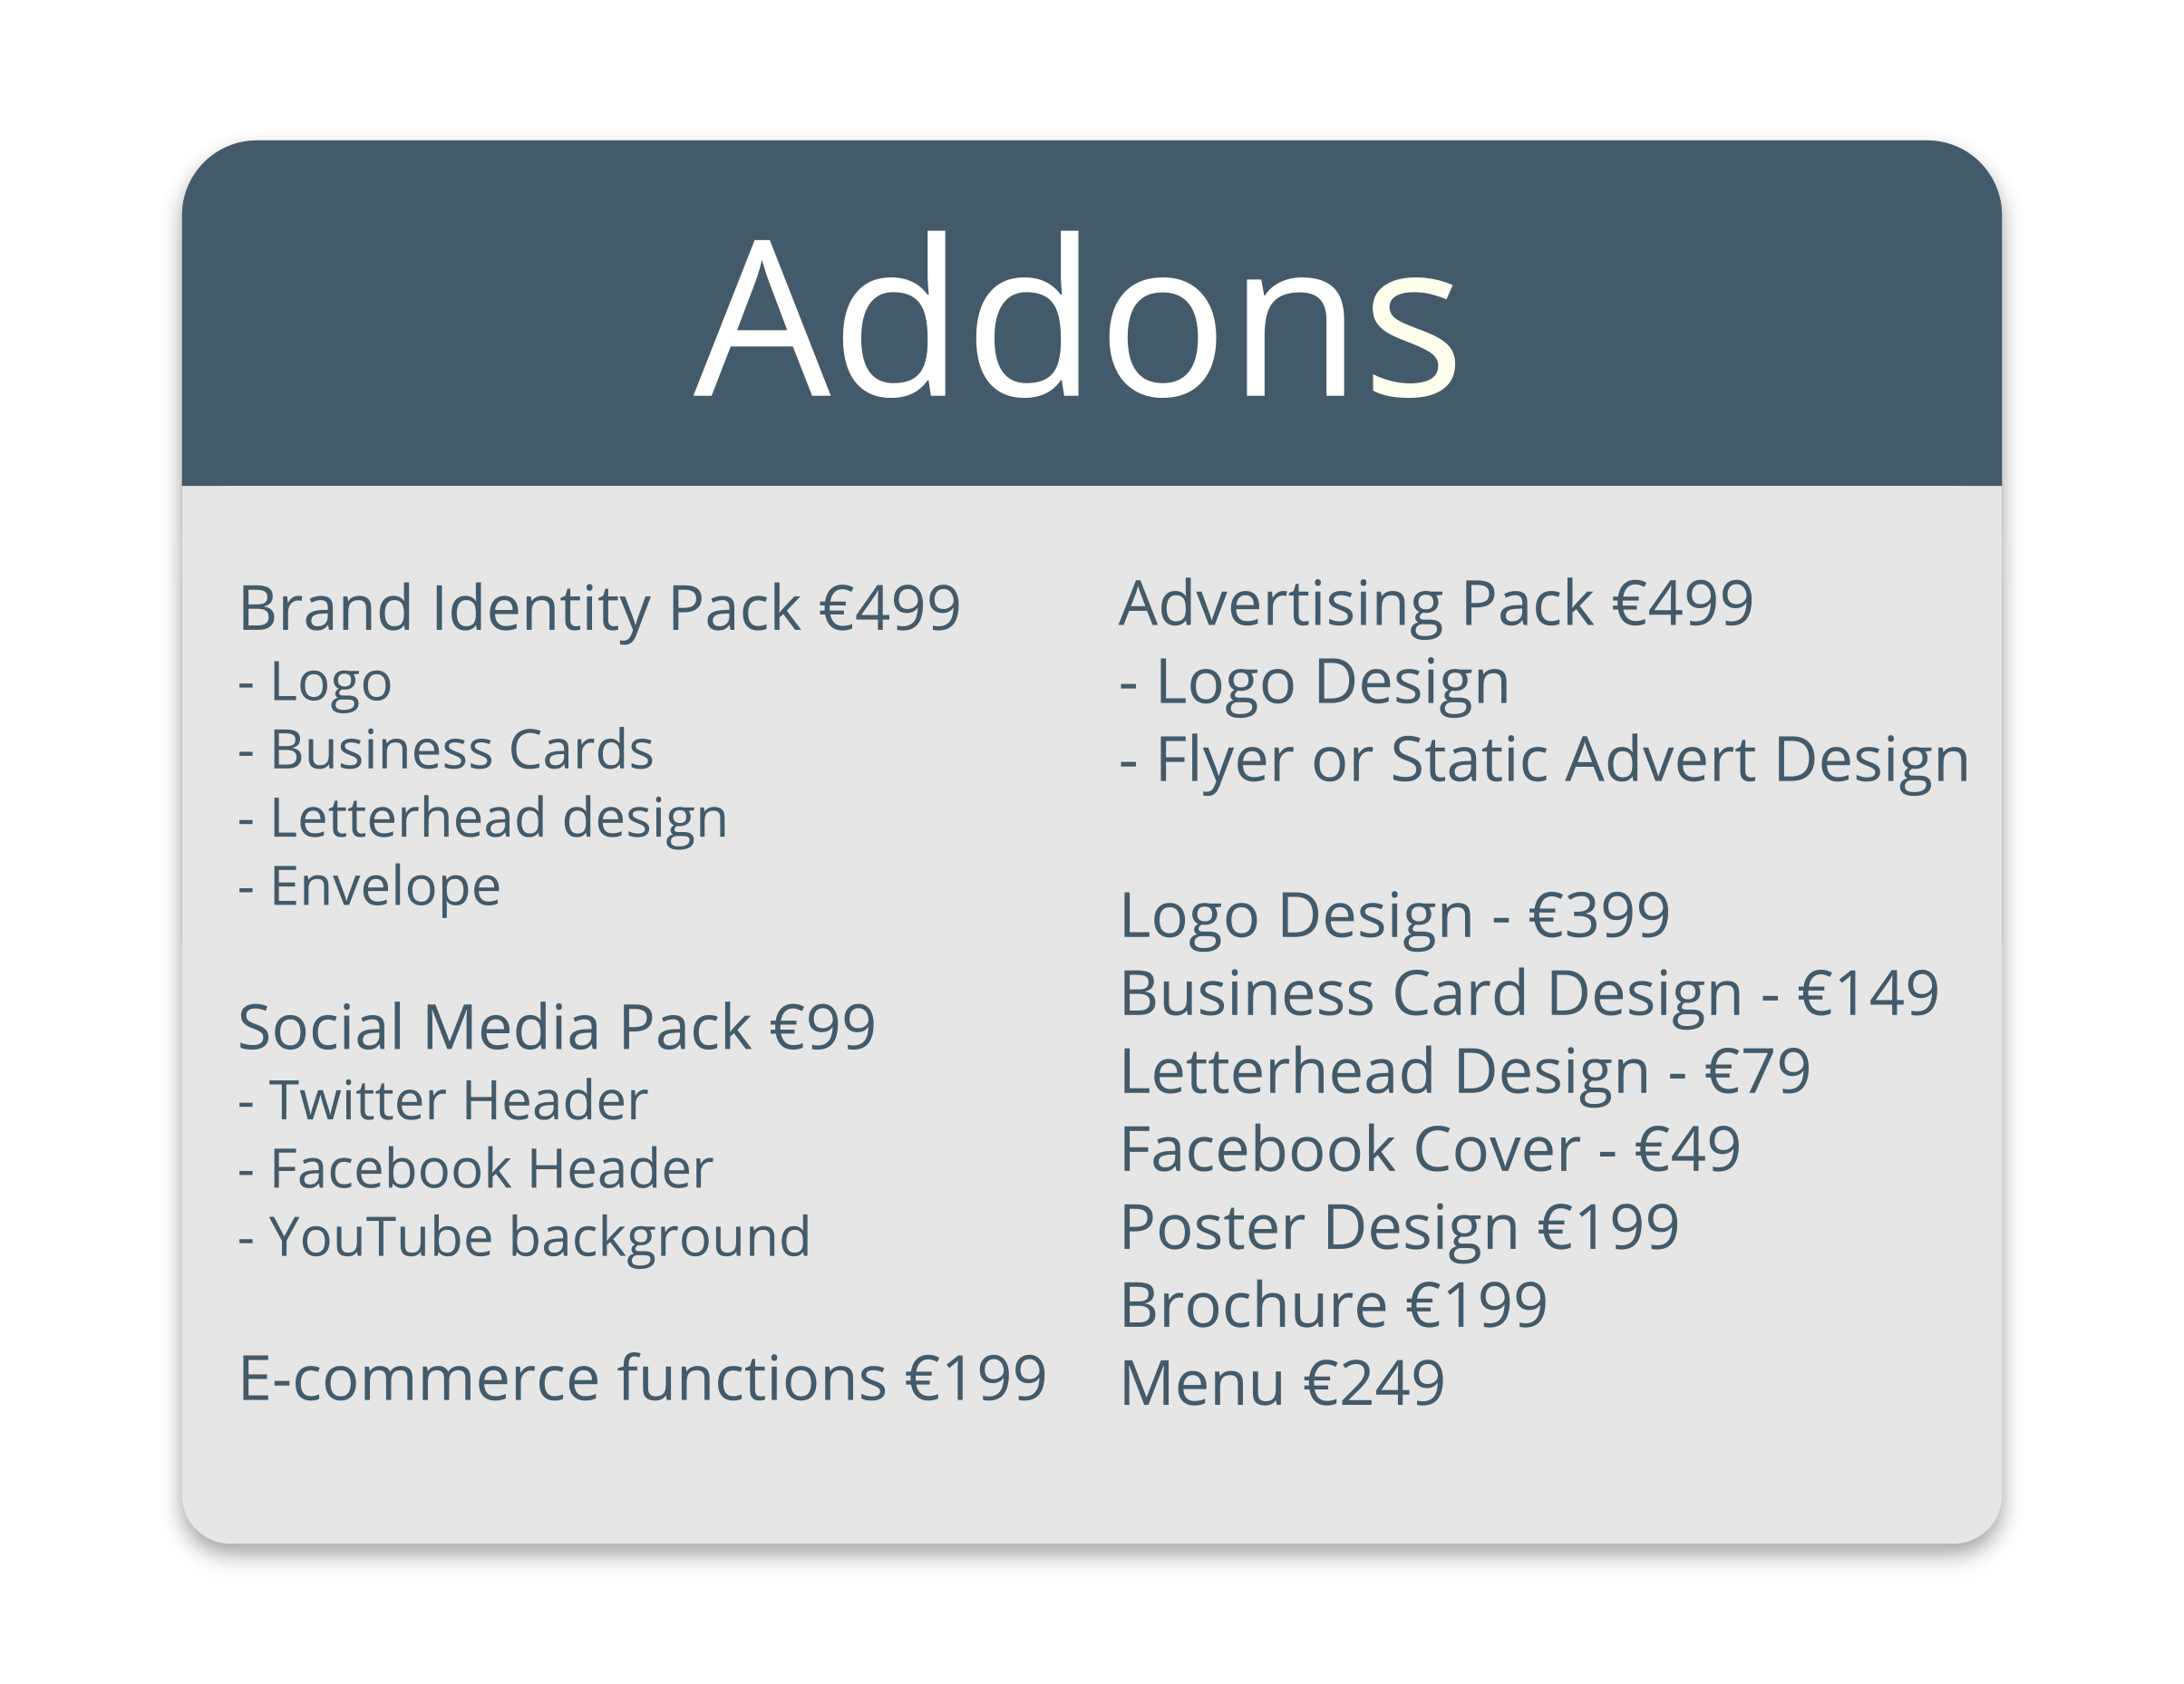 Addons
Brand Identity Pack €499
- Logo
- Business Cards
- Letterhead design
- Envelope
Social Media Pack €99
- Twitter Header
- Facebook Header
- YouTube background
E-commerce functions €199
Advertising Pack €499
- Logo Design
- Flyer or Static Advert Design
Logo Design - €399
Business Card Design - €149
Letterhead Design - €79
Facebook Cover - €49
Poster Design €199
Brochure €199
Menu €249